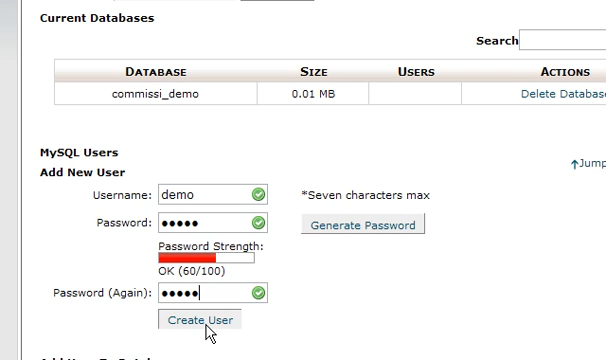 Current Databases
Search
DATABASE SIZE USERS ACTIONS
commissi_demo 0.01 MB Delete Database
MySQL Users
Jump
Add New User
Username: demo *Seven characters max
Password: ●●●●● Generate Password
Password Strength:
OK (60/100)
Password (Again): ●●●●●
Create User